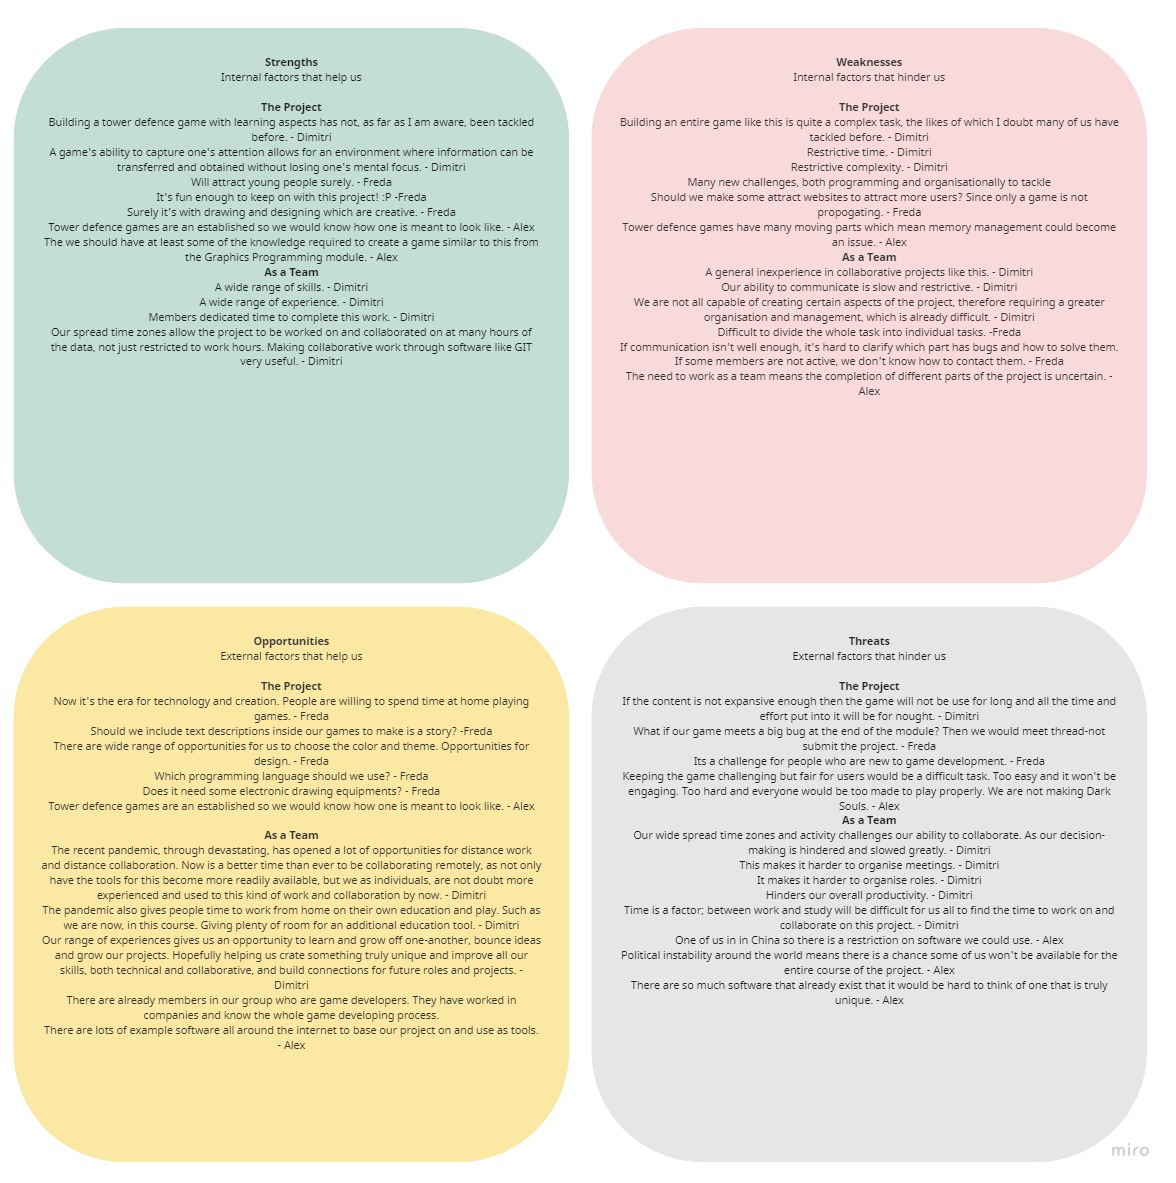 Strengths
Internal factors that help us
The Project
Building a tower defence game with learning aspects has not, as far as I am aware, been tackled
before. - Dimitri
A game's ability to capture one's attention allows for an environment where information can be
transferred and obtained without losing one's mental focus. - Dimitri
Will attract young people surely. - Freda
It's fun enough to keep on with this project! :P -Freda
Surely it's with drawing and designing which are creative. - Freda
Tower defence games are an established so we would know how one is meant to look like. - Alex
The we should have at least some of the knowledge required to create a game similar to this from
the Graphics Programming module. - Alex
As a Team
A wide range of skills. - Dimitri
A wide range of experience. - Dimitri
Members dedicated time to complete this work. - Dimitri
Our spread time zones allow the project to be worked on and collaborated on at many hours of
the data, not just restricted to work hours. Making collaborative work through software like GIT
very useful. - Dimitri
Weaknesses
Internal factors that hinder us
The Project
Building an entire game like this is quite a complex task, the likes of which I doubt many of us have
tackled before. - Dimitri
Restrictive time. - Dimitri
Restrictive complexity. - Dimitri
Many new challenges, both programming and organisationally to tackle
Should we make some attract websites to attract more users? Since only a game is not
propogating. - Freda
Tower defence games have many moving parts which mean memory management could become
an issue. - Alex
As a Team
A general inexperience in collaborative projects like this. - Dimitri
Our ability to communicate is slow and restrictive. - Dimitri
We are not all capable of creating certain aspects of the project, therefore requiring a greater
organisation and management, which is already difficult. - Dimitri
Difficult to divide the whole task into individual tasks. -Freda
If communication isn't well enough, it's hard to clarify which part has bugs and how to solve them.
If some members are not active, we don't know how to contact them. - Freda
The need to work as a team means the completion of different parts of the project is uncertain. -
Alex
Opportunities
External factors that help us
The Project
Now it's the era for technology and creation. People are willing to spend time at home playing
games. - Freda
Should we include text descriptions inside our games to make is a story? -Freda
There are wide range of opportunities for us to choose the color and theme. Opportunities for
design. - Freda
Which programming language should we use? - Freda
Does it need some electronic drawing equipments? - Freda
Tower defence games are an established so we would know how one is meant to look like. - Alex
As a Team
The recent pandemic, through devastating, has opened a lot of opportunities for distance work
and distance collaboration. Now is a better time than ever to be collaborating remotely, as not only
have the tools for this become more readily available, but we as individuals, are not doubt more
experienced and used to this kind of work and collaboration by now. - Dimitri
The pandemic also gives people time to work from home on their own education and play. Such as
we are now, in this course. Giving plenty of room for an additional education tool. - Dimitri
Our range of experiences gives us an opportunity to learn and grow off one-another, bounce ideas
and grow our projects. Hopefully helping us crate something truly unique and improve all our
skills, both technical and collaborative, and build connections for future roles and projects. -
Dimitri
There are already members in our group who are game developers. They have worked in
companies and know the whole game developing process.
There are lots of example software all around the internet to base our project on and use as tools.
- Alex
Threats
External factors that hinder us
The Project
If the content is not expansive enough then the game will not be use for long and all the time and
effort put into it will be for nought. - Dimitri
What if our game meets a big bug at the end of the module? Then we would meet thread-not
submit the project. - Freda
Its a challenge for people who are new to game development. - Freda
Keeping the game challenging but fair for users would be a difficult task. Too easy and it won't be
engaging. Too hard and everyone would be too made to play properly. We are not making Dark
Souls. - Alex
As a Team
Our wide spread time zones and activity challenges our ability to collaborate. As our decision-
making is hindered and slowed greatly. - Dimitri
This makes it harder to organise meetings. - Dimitri
It makes it harder to organise roles. - Dimitri
Hinders our overall productivity. - Dimitri
Time is a factor; between work and study will be difficult for us all to find the time to work on and
collaborate on this project. - Dimitri
One of us in in China so there is a restriction on software we could use. - Alex
Political instability around the world means there is a chance some of us won't be available for the
entire course of the project. - Alex
There are so much software that already exist that it would be hard to think of one that is truly
unique. - Alex
miro